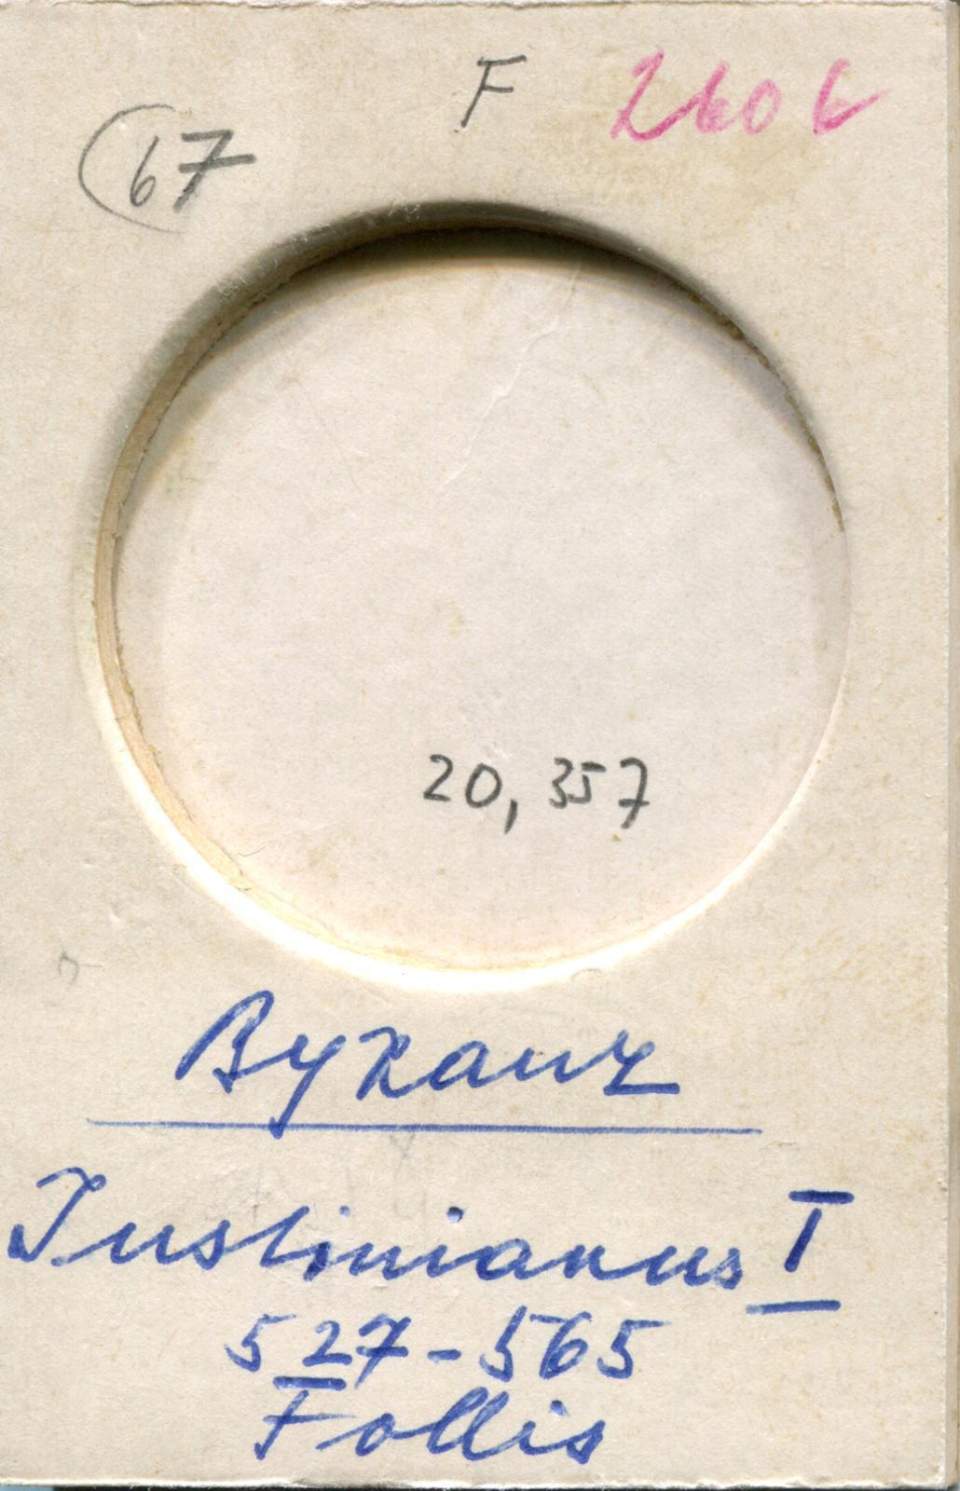 F 2606
67
20,357
Byzanz
Justinianus I
527-565
Follis